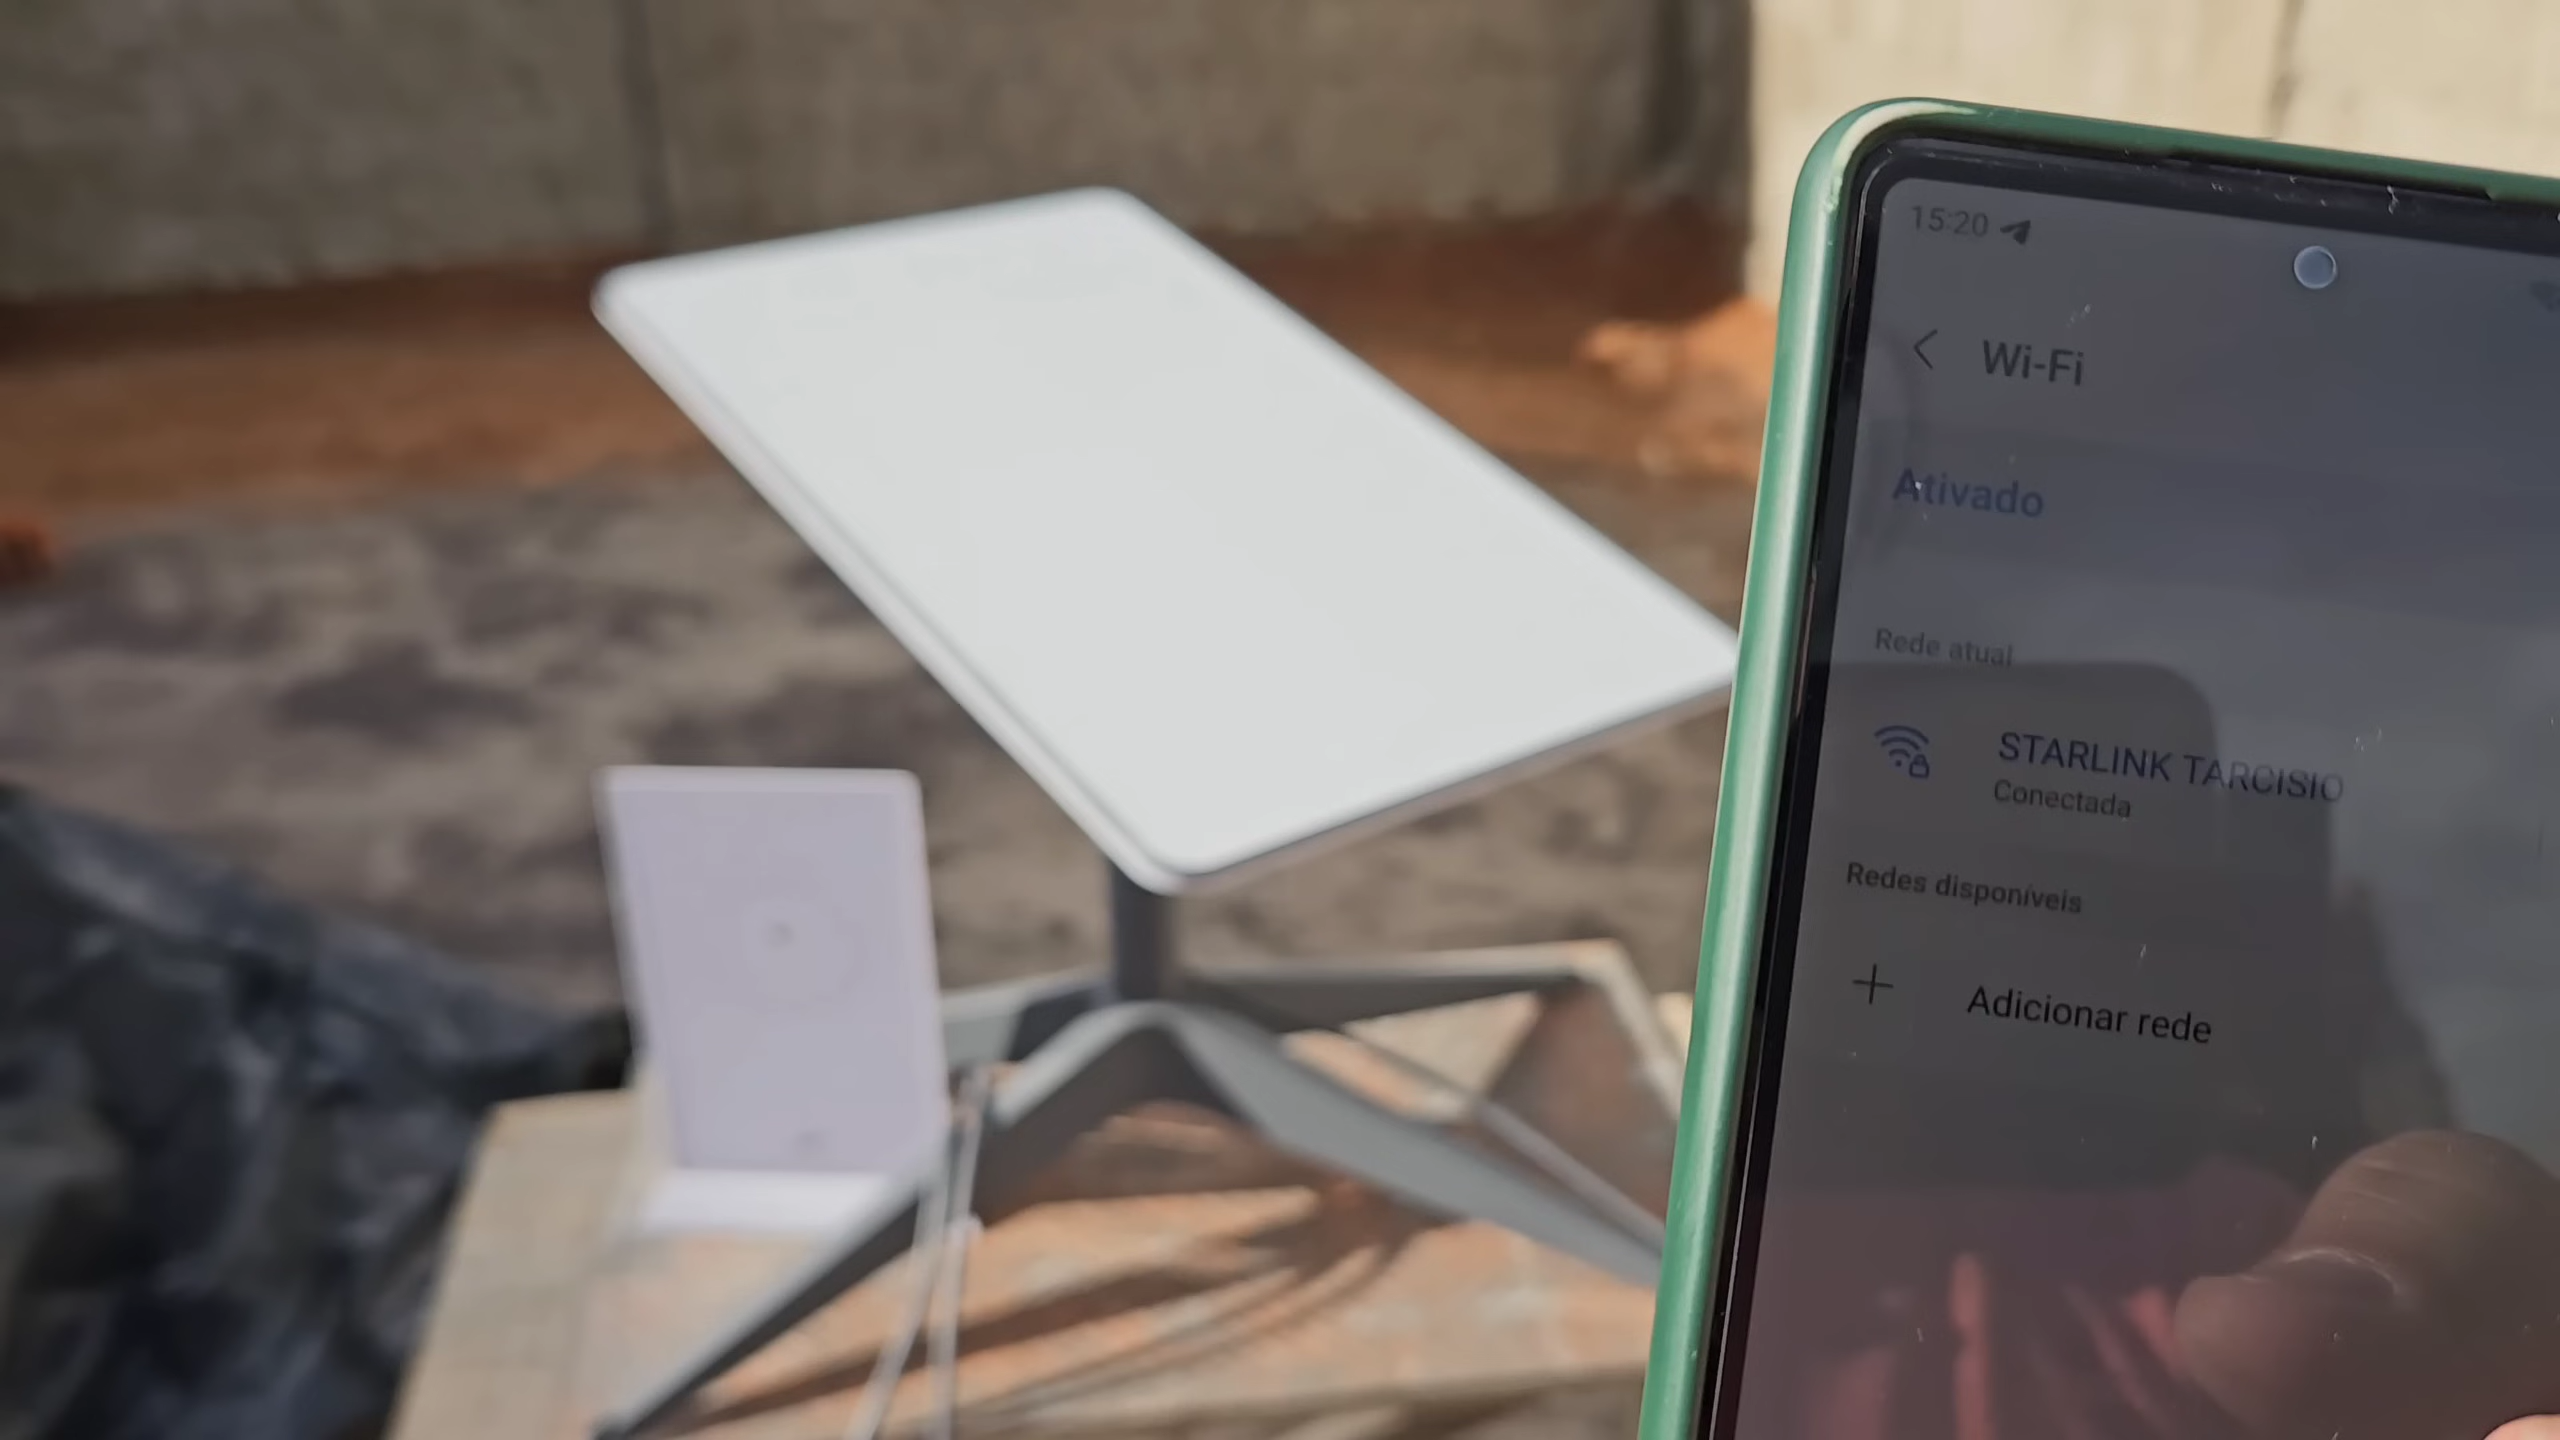 15:20
Wi-Fi
Ativado
Rede atual
STARLINK TARCISIO
Conectada
Redes disponíveis
Adicionar rede